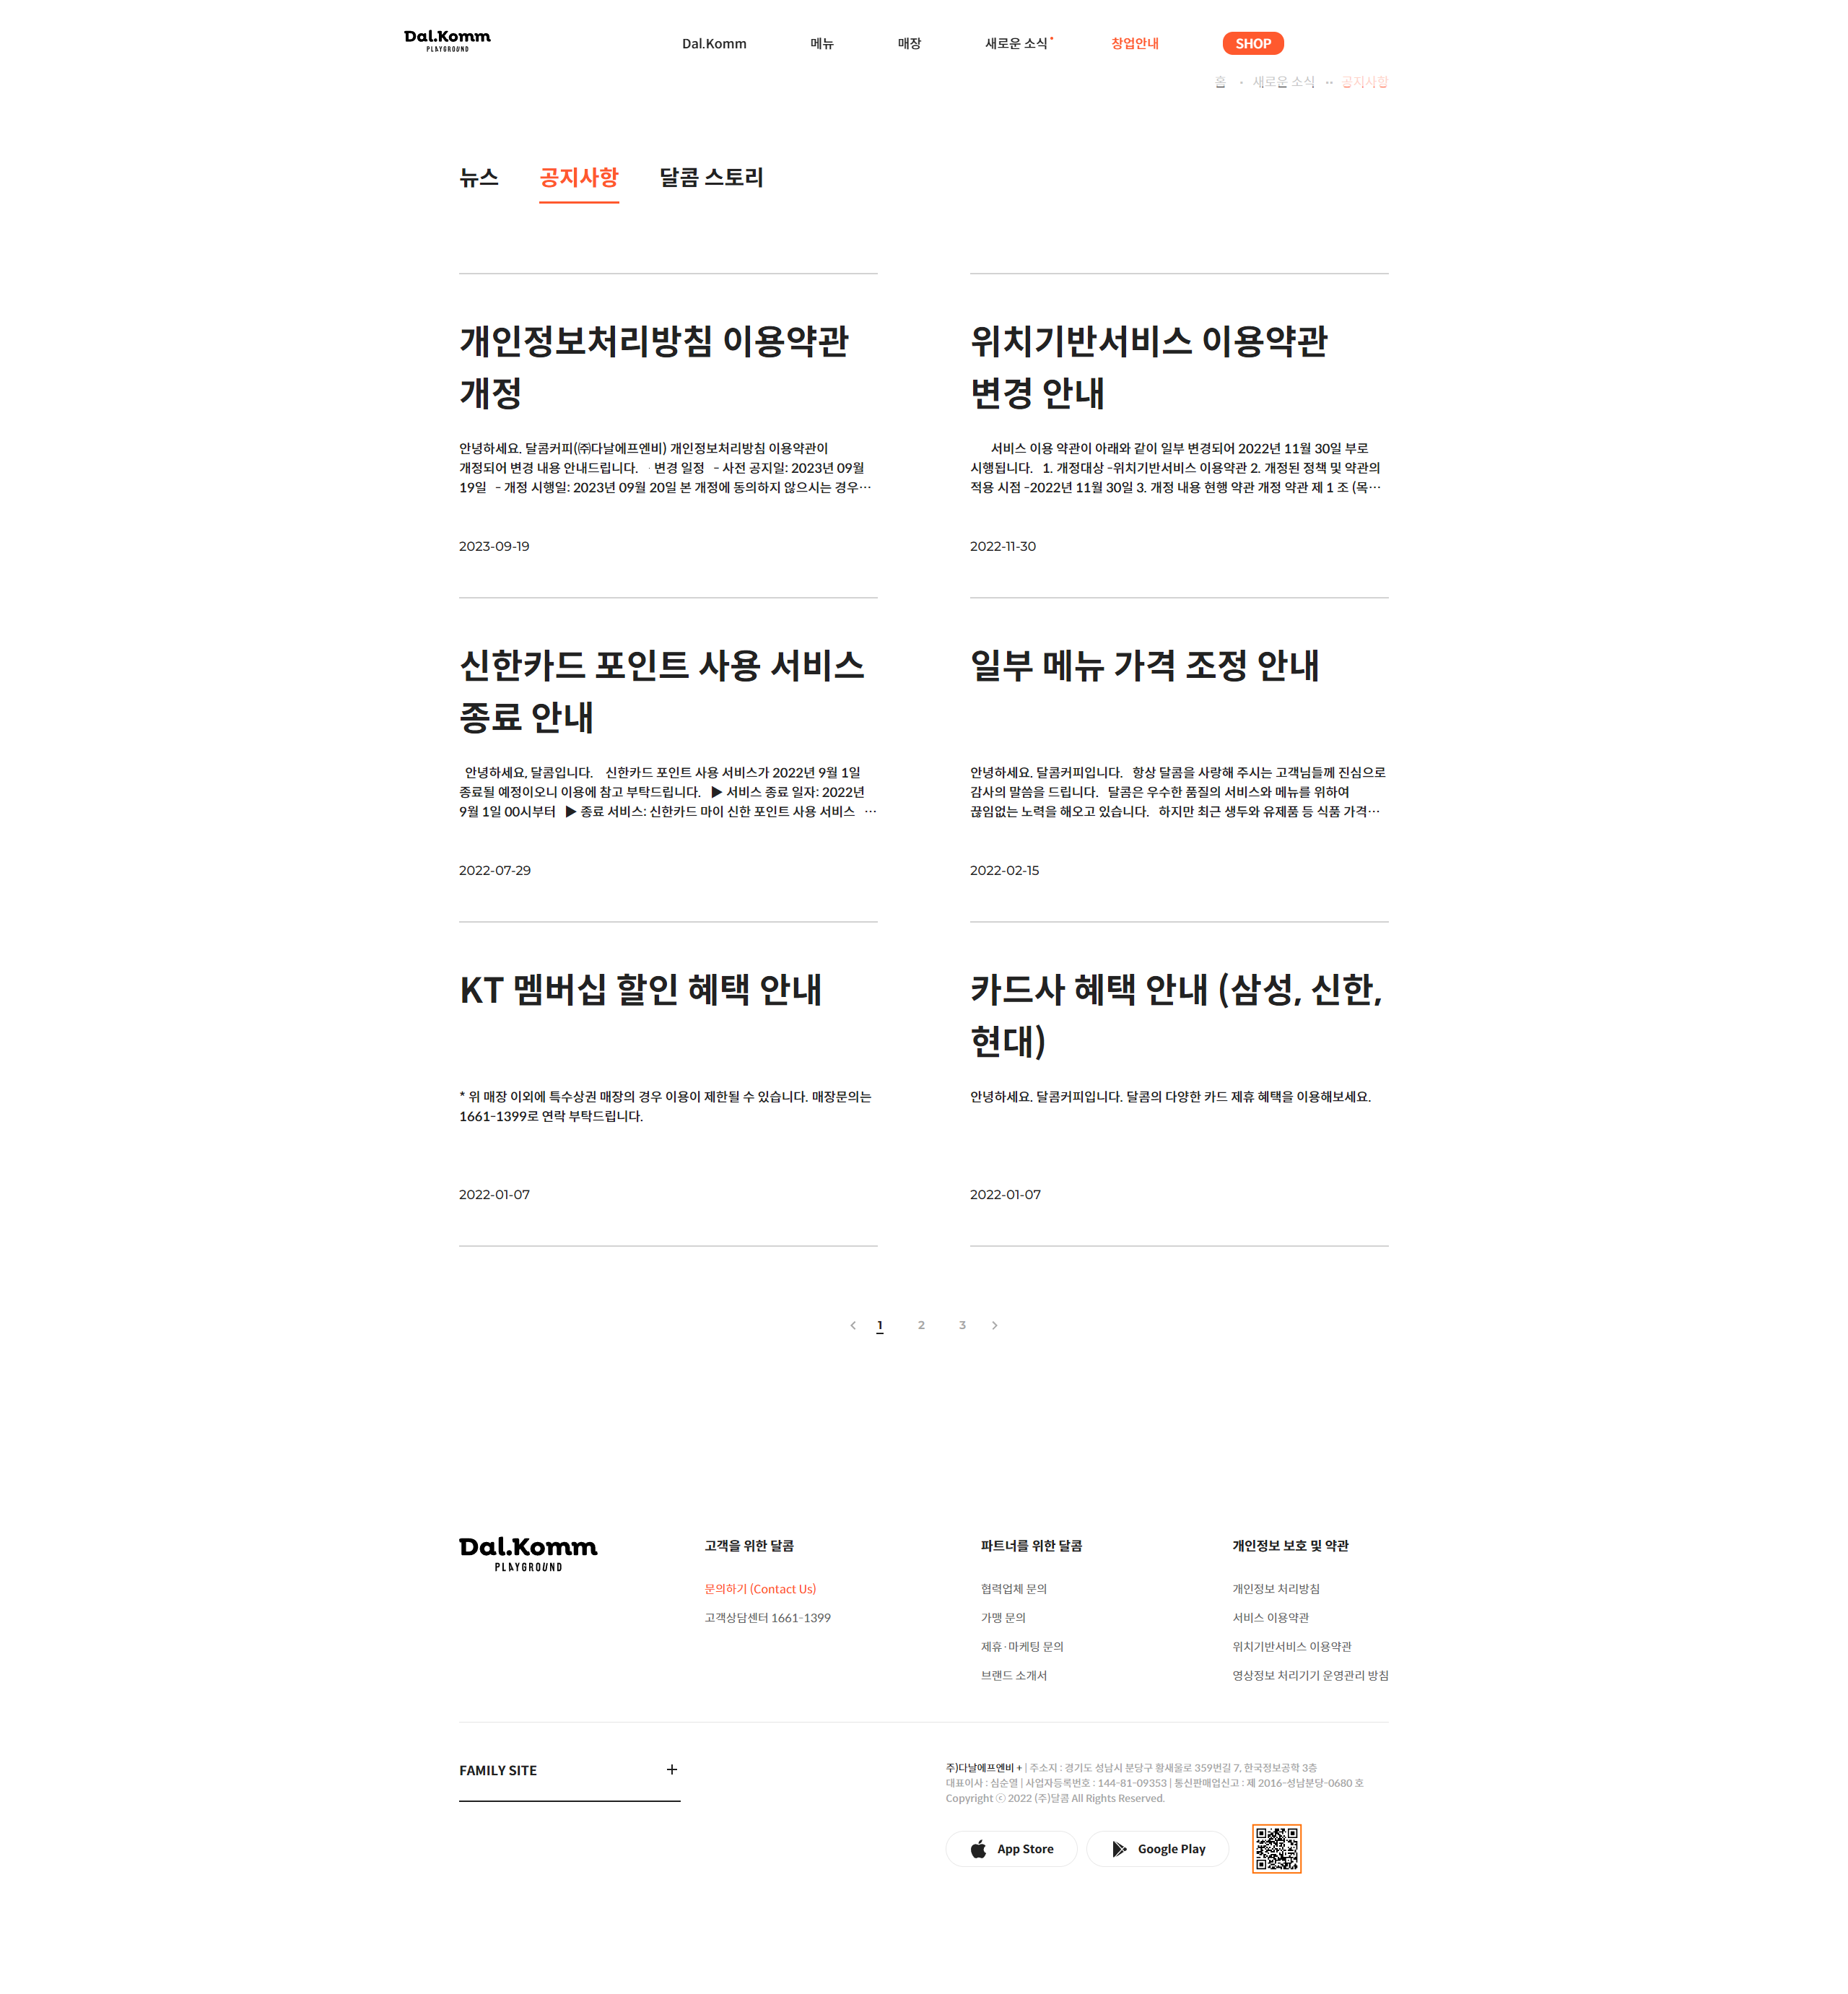 Dal.Komm
PLAYGROUND
Dal.Komm 메뉴 매장 새로운 소식 창업안내 SHOP
홈 새로운 소식 공지사항
뉴스 공지사항 달콤 스토리
개인정보처리방침 이용약관
개정
안녕하세요. 달콤커피(㈜다날에프엔비) 개인정보처리방침 이용약관이
개정되어 변경 내용 안내드립니다. · 변경 일정 - 사전 공지일: 2023년 09월
19일 - 개정 시행일: 2023년 09월 20일 본 개정에 동의하지 않으시는 경우…
2023-09-19
위치기반서비스 이용약관
변경 안내
서비스 이용 약관이 아래와 같이 일부 변경되어 2022년 11월 30일 부로
시행됩니다. 1. 개정대상 -위치기반서비스 이용약관 2. 개정된 정책 및 약관의
적용 시점 -2022년 11월 30일 3. 개정 내용 현행 약관 개정 약관 제 1 조 (목…
2022-11-30
신한카드 포인트 사용 서비스
종료 안내
안녕하세요, 달콤입니다. 신한카드 포인트 사용 서비스가 2022년 9월 1일
종료될 예정이오니 이용에 참고 부탁드립니다. ▶ 서비스 종료 일자: 2022년
9월 1일 00시부터 ▶ 종료 서비스: 신한카드 마이 신한 포인트 사용 서비스 …
2022-07-29
일부 메뉴 가격 조정 안내
안녕하세요. 달콤커피입니다. 항상 달콤을 사랑해 주시는 고객님들께 진심으로
감사의 말씀을 드립니다. 달콤은 우수한 품질의 서비스와 메뉴를 위하여
끊임없는 노력을 해오고 있습니다. 하지만 최근 생두와 유제품 등 식품 가격…
2022-02-15
KT 멤버십 할인 혜택 안내
* 위 매장 이외에 특수상권 매장의 경우 이용이 제한될 수 있습니다. 매장문의는
1661-1399로 연락 부탁드립니다.
2022-01-07
카드사 혜택 안내 (삼성, 신한,
현대)
안녕하세요. 달콤커피입니다. 달콤의 다양한 카드 제휴 혜택을 이용해보세요.
2022-01-07
1 2 3
Dal.Komm
PLAYGROUND
고객을 위한 달콤
문의하기 (Contact Us)
고객상담센터 1661-1399
파트너를 위한 달콤
협력업체 문의
가맹 문의
제휴·마케팅 문의
브랜드 소개서
개인정보 보호 및 약관
개인정보 처리방침
서비스 이용약관
위치기반서비스 이용약관
영상정보 처리기기 운영관리 방침
FAMILY SITE +
주)다날에프엔비 + | 주소지 : 경기도 성남시 분당구 황새울로 359번길 7, 한국정보공학 3층
대표이사 : 심순열 | 사업자등록번호 : 144-81-09353 | 통신판매업신고 : 제 2016-성남분당-0680 호
Copyright ⓒ 2022 (주)달콤 All Rights Reserved.
App Store Google Play